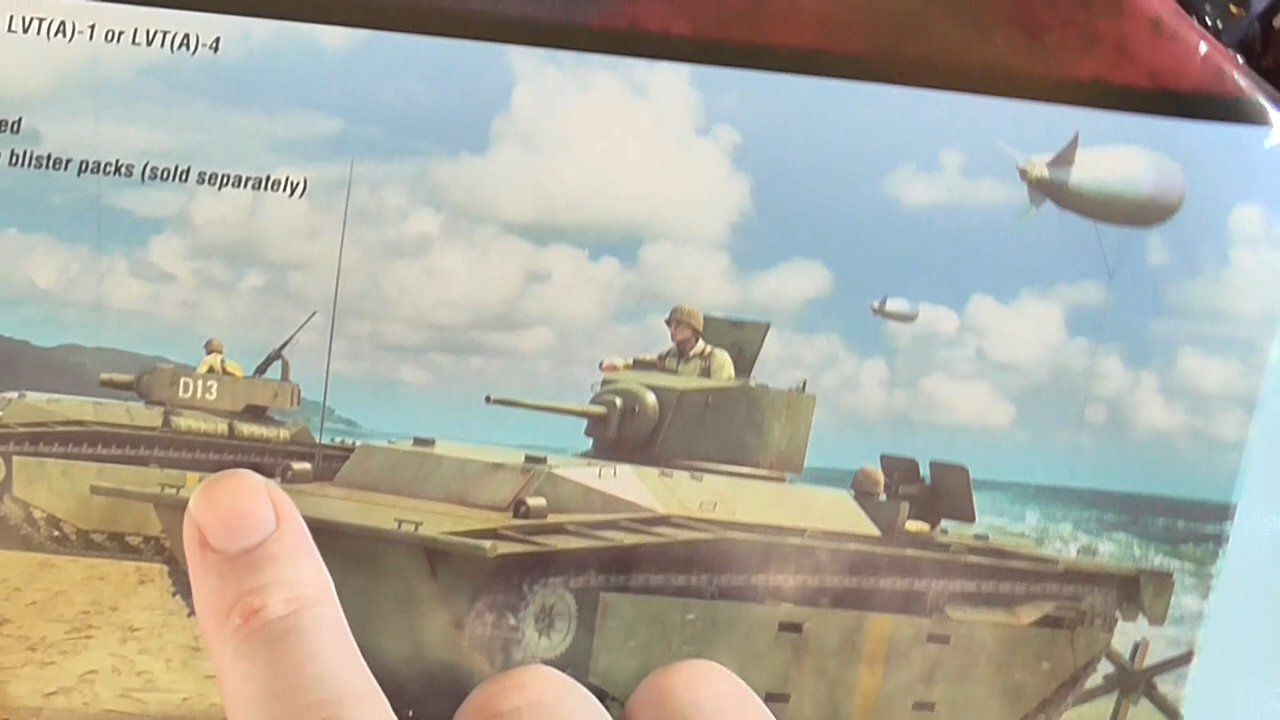 LVT(A)-1 or LVT(A)-4
ed
blister packs (sold separately)
D13